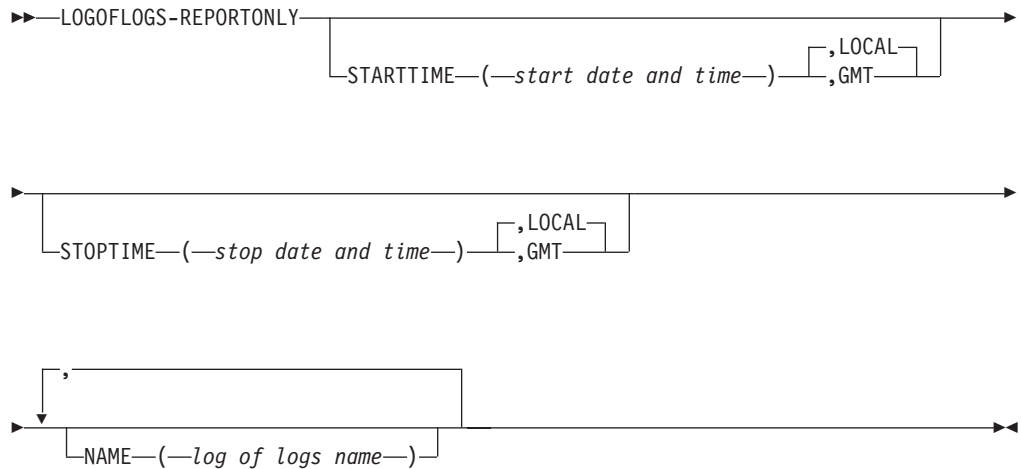 LOGOFLOGS-REPORTONLY
,LOCAL
STARTTIME ( start date and time ) ,GMT
,LOCAL
STOPTIME ( stop date and time ) ,GMT
,
NAME ( log of logs name )